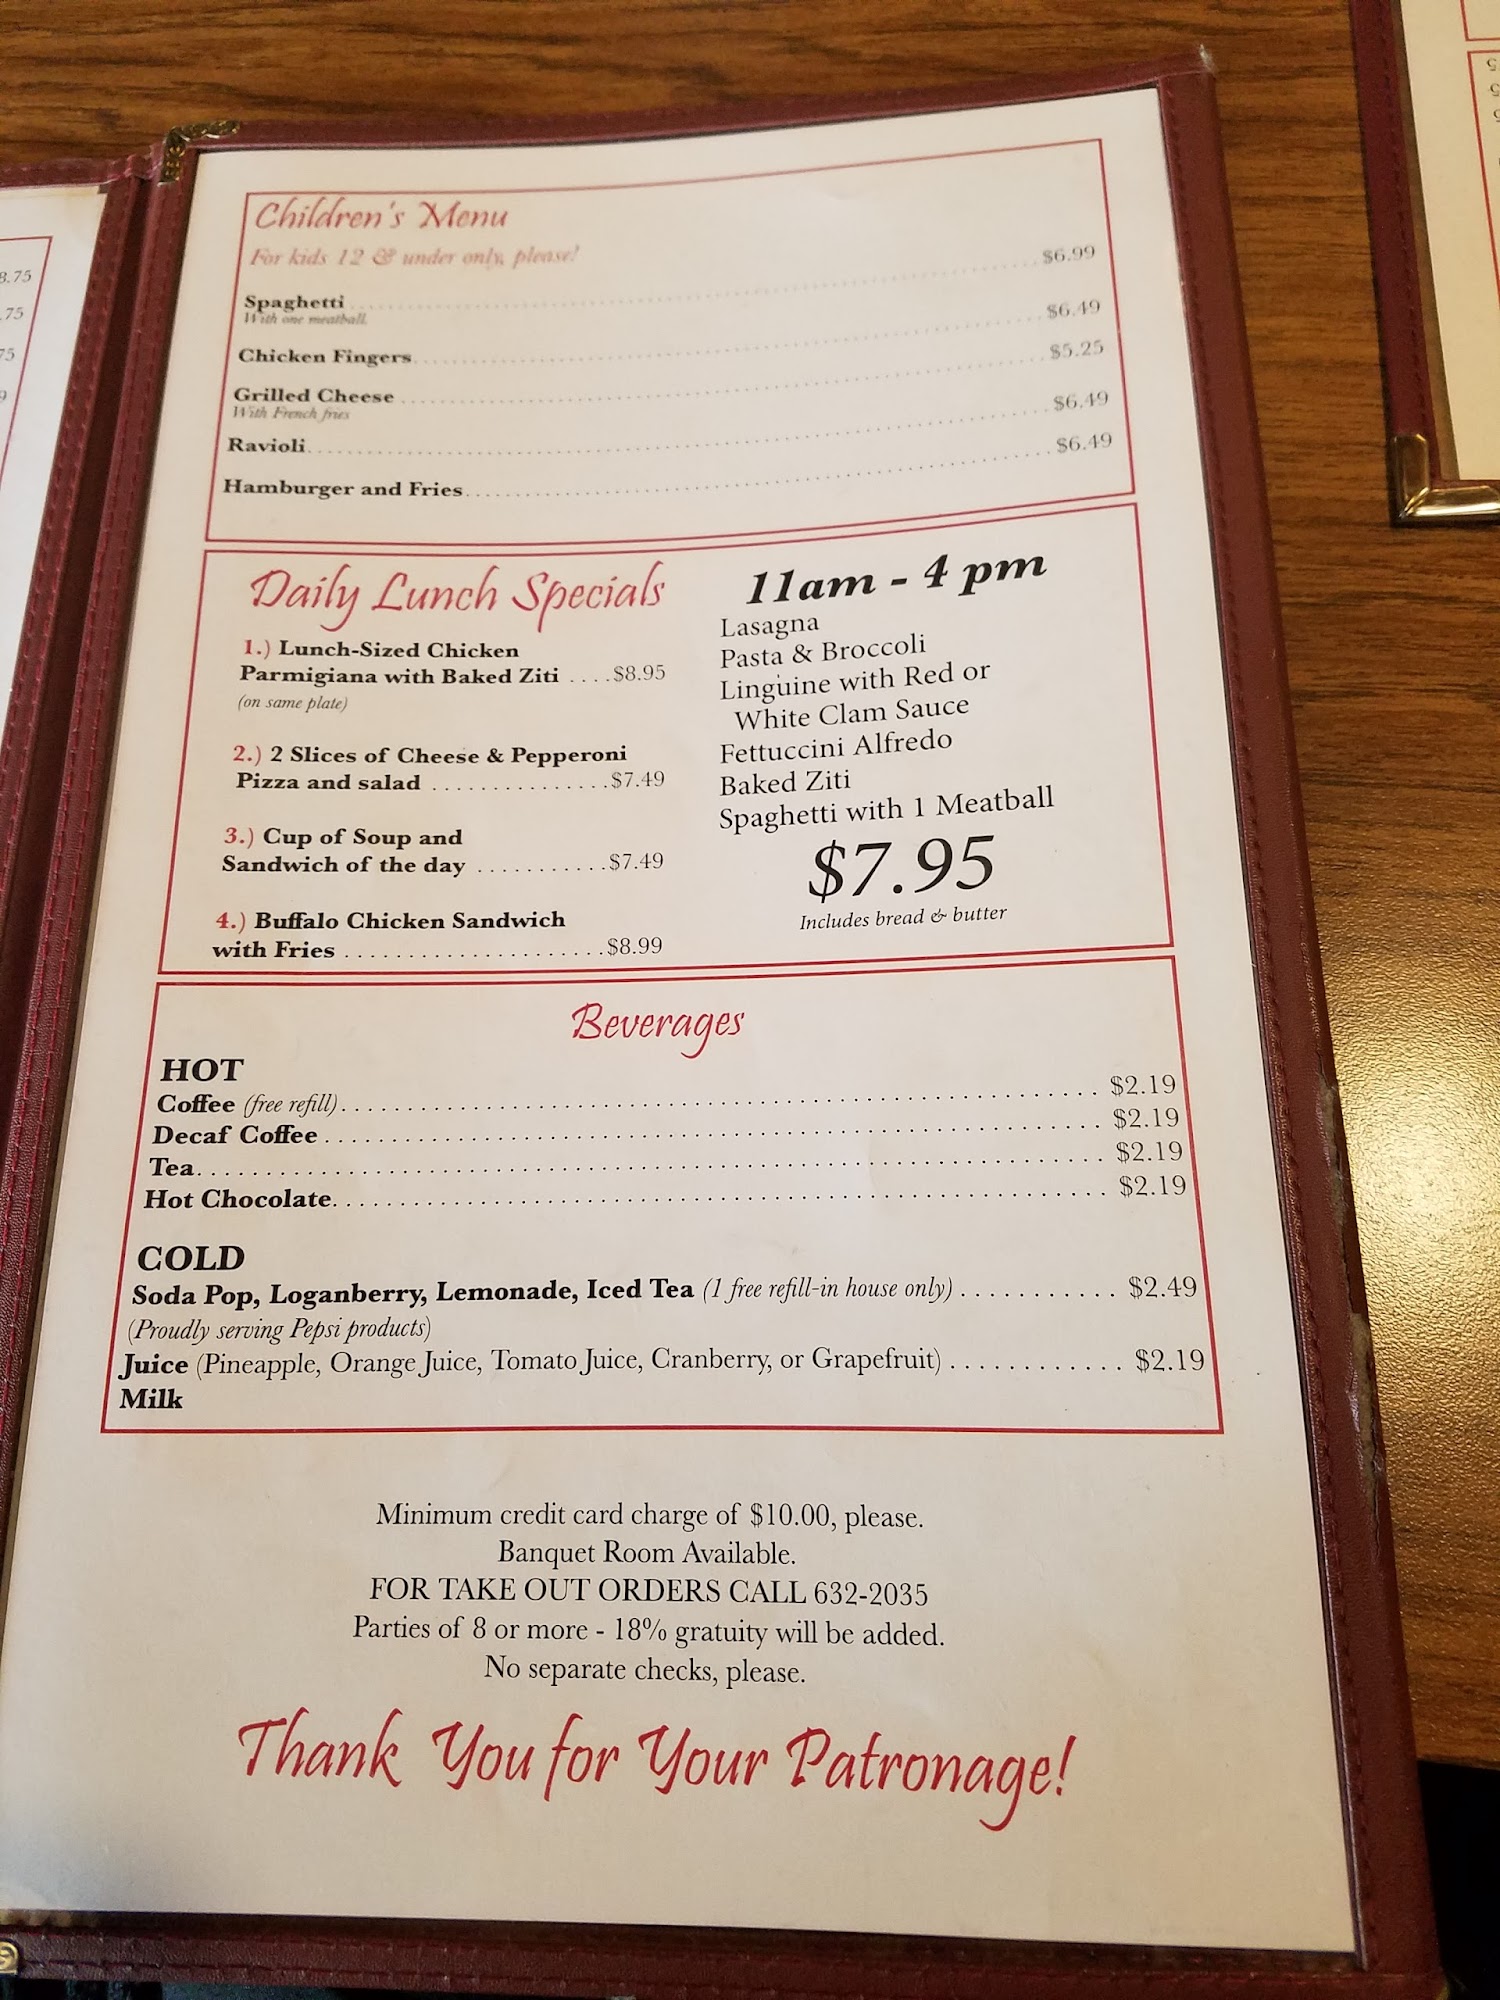 8.75
.75
75
9
Children's Menu
For kids 12 & under only, please!
Spaghetti $6.99
With one meatball.
Chicken Fingers $6.49
Grilled Cheese $5.25
With French fries
Ravioli $6.49
Hamburger and Fries $6.49
Daily Lunch Specials
1.) Lunch-Sized Chicken
Parmigiana with Baked Ziti ....$8.95
(on same plate)
2.) 2 Slices of Cheese & Pepperoni
Pizza and salad ...............$7.49
3.) Cup of Soup and
Sandwich of the day ...........$7.49
4.) Buffalo Chicken Sandwich
with Fries ......................$8.99
11am - 4 pm
Lasagna
Pasta & Broccoli
Linguine with Red or
White Clam Sauce
Fettuccini Alfredo
Baked Ziti
Spaghetti with 1 Meatball
$7.95
Includes bread & butter
Beverages
HOT
Coffee (free refill) $2.19
Decaf Coffee $2.19
Tea $2.19
Hot Chocolate $2.19
COLD
Soda Pop, Loganberry, Lemonade, Iced Tea (1 free refill-in house only) ............ $2.49
(Proudly serving Pepsi products)
Juice (Pineapple, Orange Juice, Tomato Juice, Cranberry, or Grapefruit) ............. $2.19
Milk
Minimum credit card charge of $10.00, please.
Banquet Room Available.
FOR TAKE OUT ORDERS CALL 632-2035
Parties of 8 or more - 18% gratuity will be added.
No separate checks, please.
Thank You for Your Patronage!